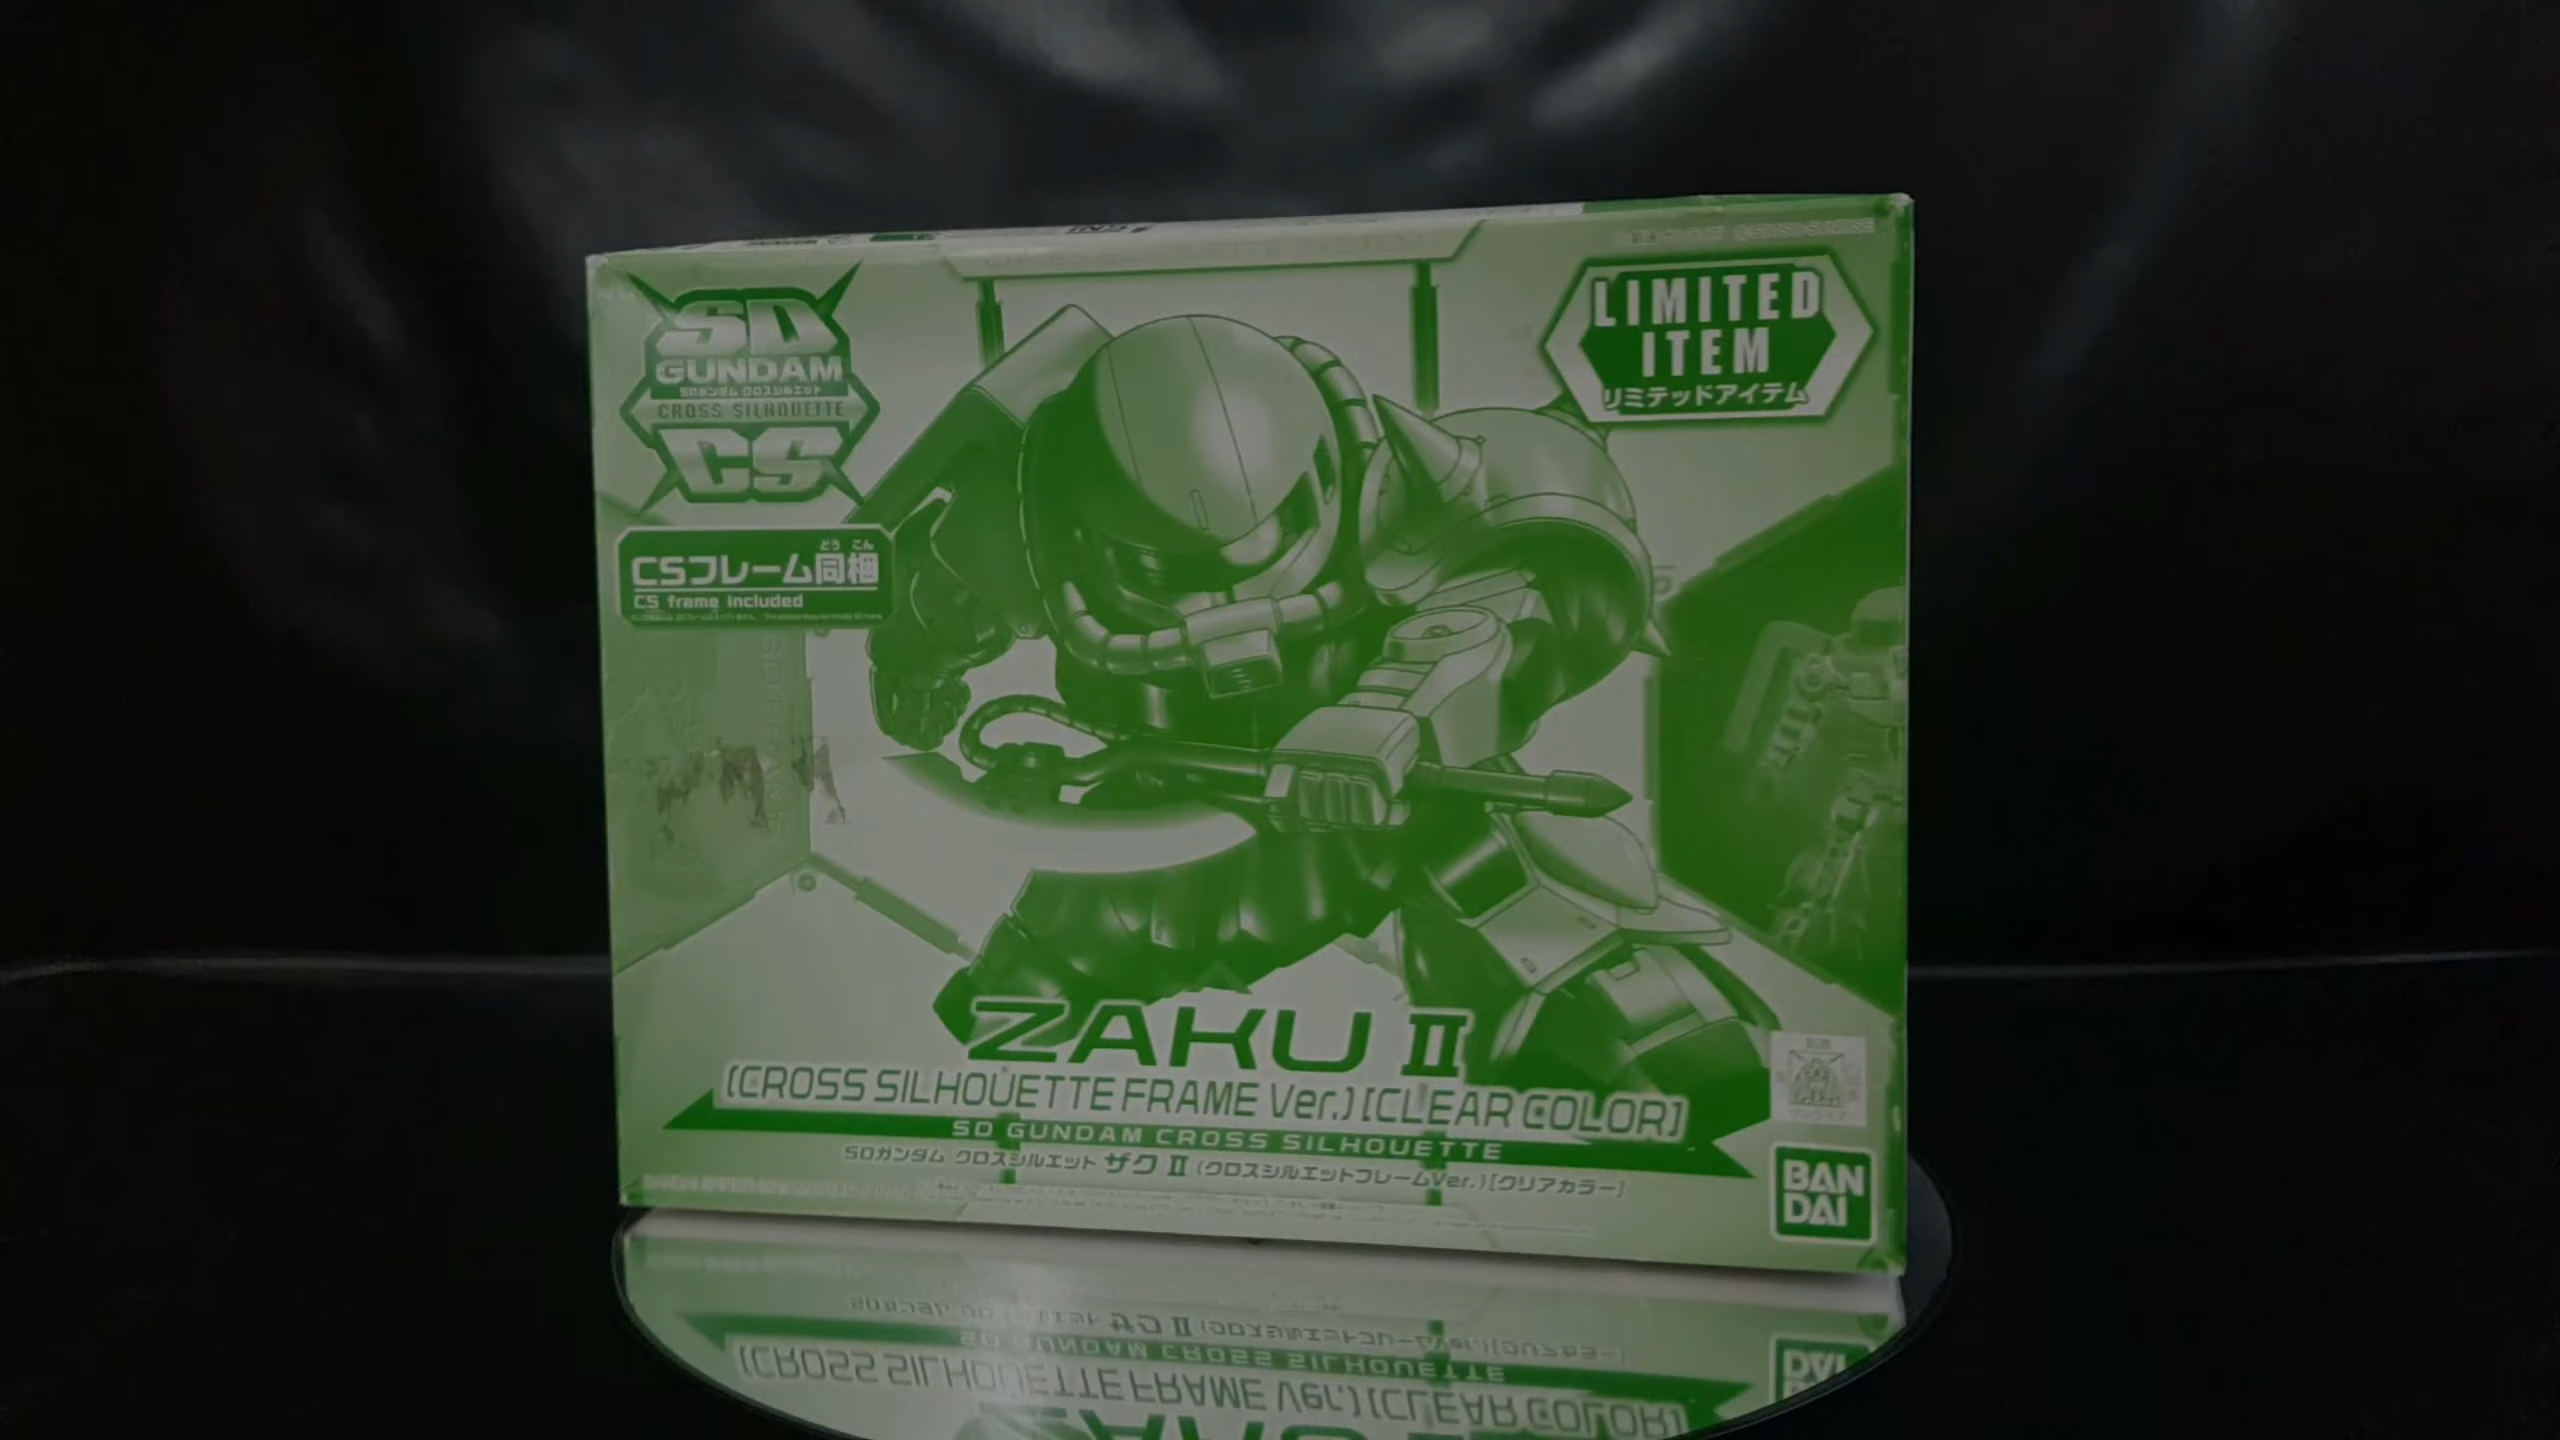 SD
GUNDAM
SDガンダム クロスシルエット
CROSS SILHOUETTE
CS
LIMITED
ITEM
リミテッドアイテム
どうこん
CSフレーム同梱
CS frame included
ZAKU II
(CROSS SILHOUETTE FRAME Ver.) [CLEAR COLOR]
SD GUNDAM CROSS SILHOUETTE
SDガンダム クロスシルエット ザクII (クロスシルエットフレームVer.) [クリアカラー]
BAN
DAI